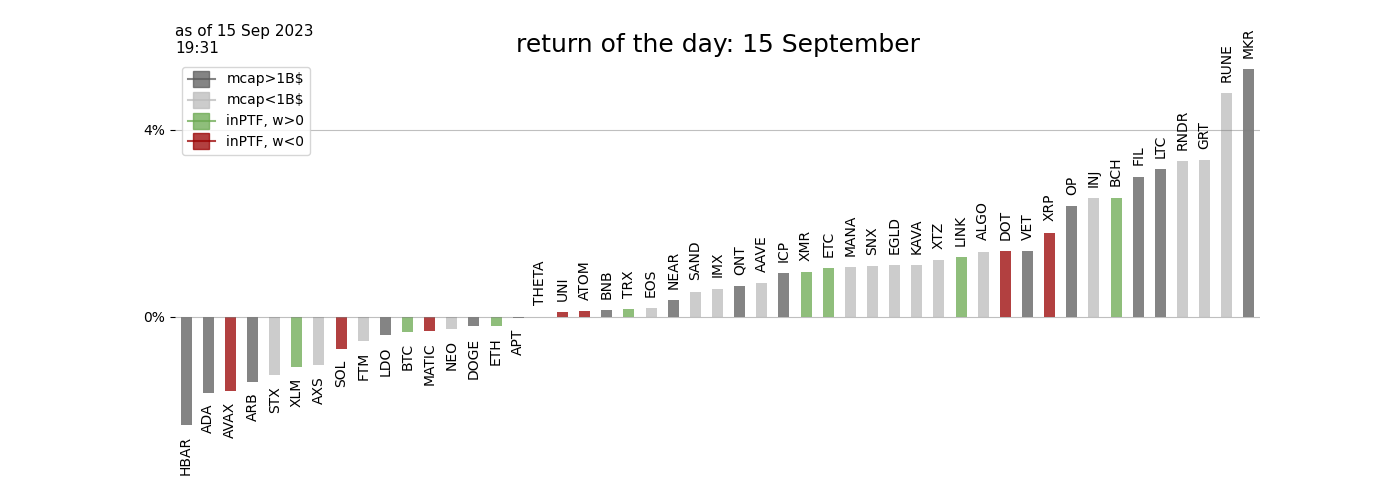 as of 15 Sep 2023
19:31
return of the day: 15 September
mcap>1B$
mcap<1B$
inPTF, w>0
inPTF, w<0
4%
0%
HBAR
ADA
AVAX
ARB
STX
XLM
AXS
SOL
FTM
LDO
BTC
MATIC
NEO
DOGE
ETH
APT
THETA
UNI
ATOM
BNB
TRX
EOS
NEAR
SAND
IMX
QNT
AAVE
ICP
XMR
ETC
MANA
SNX
EGLD
KAVA
XTZ
LINK
ALGO
DOT
VET
XRP
OP
INJ
BCH
FIL
LTC
RNDR
GRT
RUNE
MKR